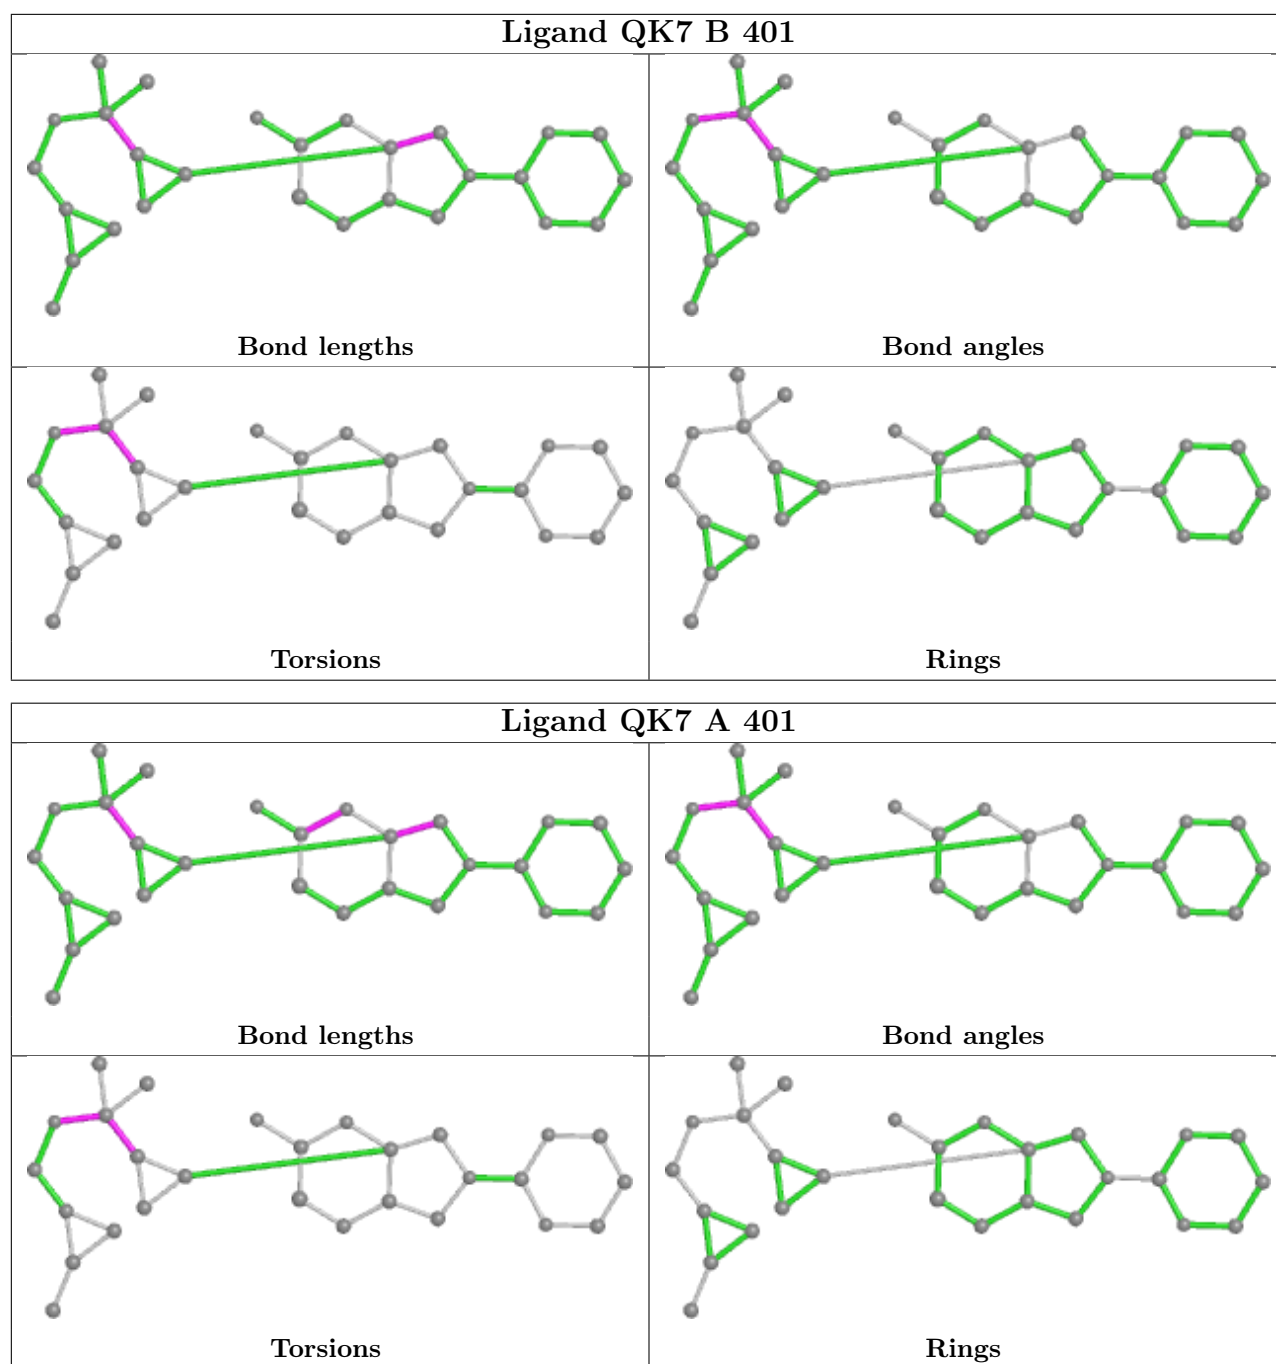 Ligand QK7 B 401
Bond lengths
Bond angles
Torsions
Rings
Ligand QK7 A 401
Bond lengths
Bond angles
Torsions
Rings